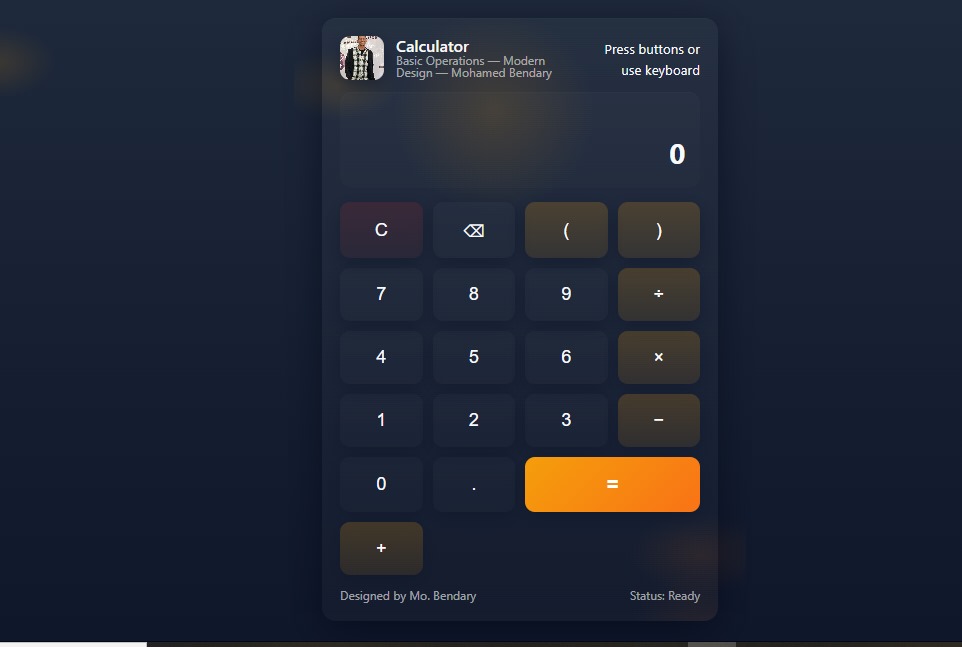 Calculator
Basic Operations — Modern
Design — Mohamed Bendary
Press buttons or
use keyboard
0
C ⌫ ( )
7 8 9 ÷
4 5 6 ×
1 2 3 −
0 . =
+
Designed by Mo. Bendary
Status: Ready